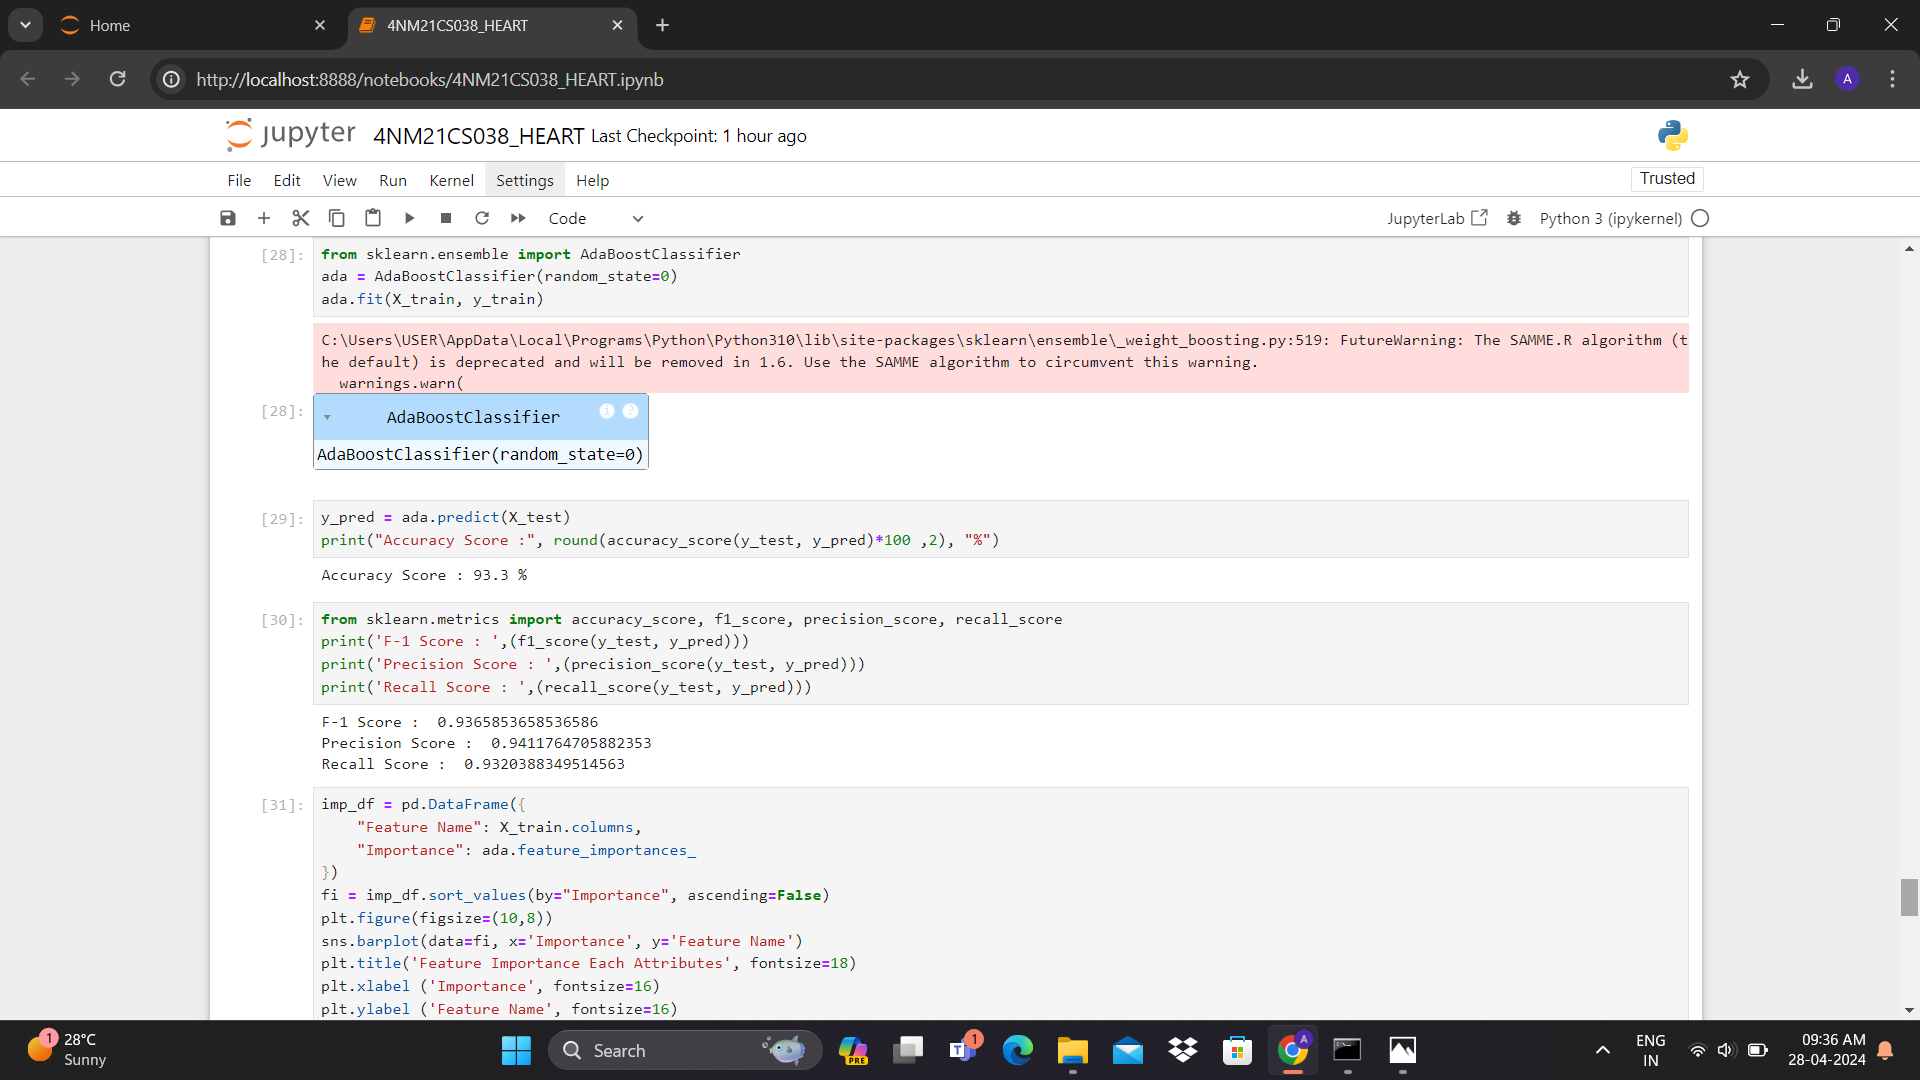 Home
4NM21CS038_HEART
http://localhost:8888/notebooks/4NM21CS038_HEART.ipynb
A
jupyter 4NM21CS038_HEART Last Checkpoint: 1 hour ago
File Edit View Run Kernel Settings Help
Trusted
Code
JupyterLab
Python 3 (ipykernel)
[28]:
from sklearn.ensemble import AdaBoostClassifier
ada = AdaBoostClassifier(random_state=0)
ada.fit(X_train, y_train)
C:\Users\USER\AppData\Local\Programs\Python\Python310\lib\site-packages\sklearn\ensemble\_weight_boosting.py:519: FutureWarning: The SAMME.R algorithm (t
he default) is deprecated and will be removed in 1.6. Use the SAMME algorithm to circumvent this warning.
  warnings.warn(
[28]:
AdaBoostClassifier
i ?
AdaBoostClassifier(random_state=0)
[29]:
y_pred = ada.predict(X_test)
print("Accuracy Score :", round(accuracy_score(y_test, y_pred)*100 ,2), "%")
Accuracy Score : 93.3 %
[30]:
from sklearn.metrics import accuracy_score, f1_score, precision_score, recall_score
print('F-1 Score : ',(f1_score(y_test, y_pred)))
print('Precision Score : ',(precision_score(y_test, y_pred)))
print('Recall Score : ',(recall_score(y_test, y_pred)))
F-1 Score :  0.9365853658536586
Precision Score :  0.9411764705882353
Recall Score :  0.9320388349514563
[31]:
imp_df = pd.DataFrame({
    "Feature Name": X_train.columns,
    "Importance": ada.feature_importances_
})
fi = imp_df.sort_values(by="Importance", ascending=False)
plt.figure(figsize=(10,8))
sns.barplot(data=fi, x='Importance', y='Feature Name')
plt.title('Feature Importance Each Attributes', fontsize=18)
plt.xlabel ('Importance', fontsize=16)
plt.ylabel ('Feature Name', fontsize=16)
1
28°C
Sunny
Search
PRE
T
1
A
ENG
IN
09:36 AM
28-04-2024